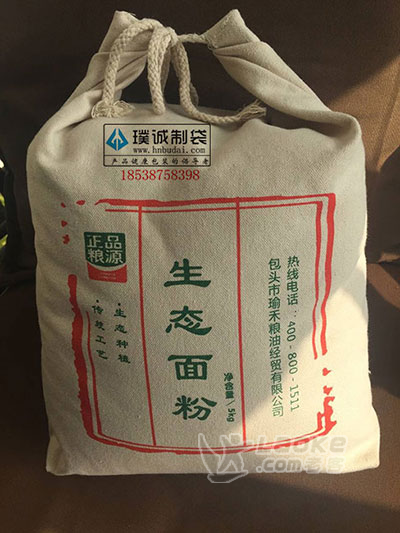 璞诚制袋
www.hnbudai.com
产品健康包装的倡导者
18538758398
正品
粮源
·生态种植
·传统工艺
生态面粉
净含量/5kg
热线电话:400-800-1511
包头市瑜禾粮油经贸有限公司
Laoke
.com